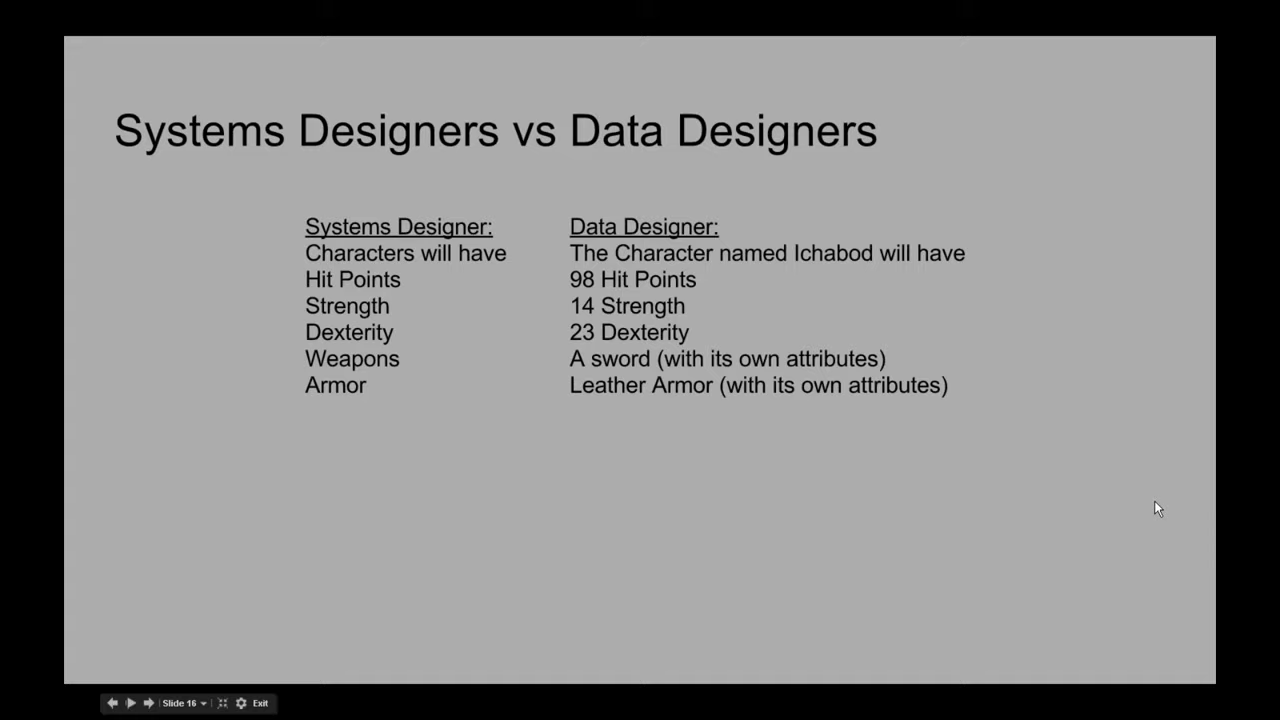 Systems Designers vs Data Designers
Systems Designer:
Characters will have
Hit Points
Strength
Dexterity
Weapons
Armor
Data Designer:
The Character named Ichabod will have
98 Hit Points
14 Strength
23 Dexterity
A sword (with its own attributes)
Leather Armor (with its own attributes)
Slide 16
Exit